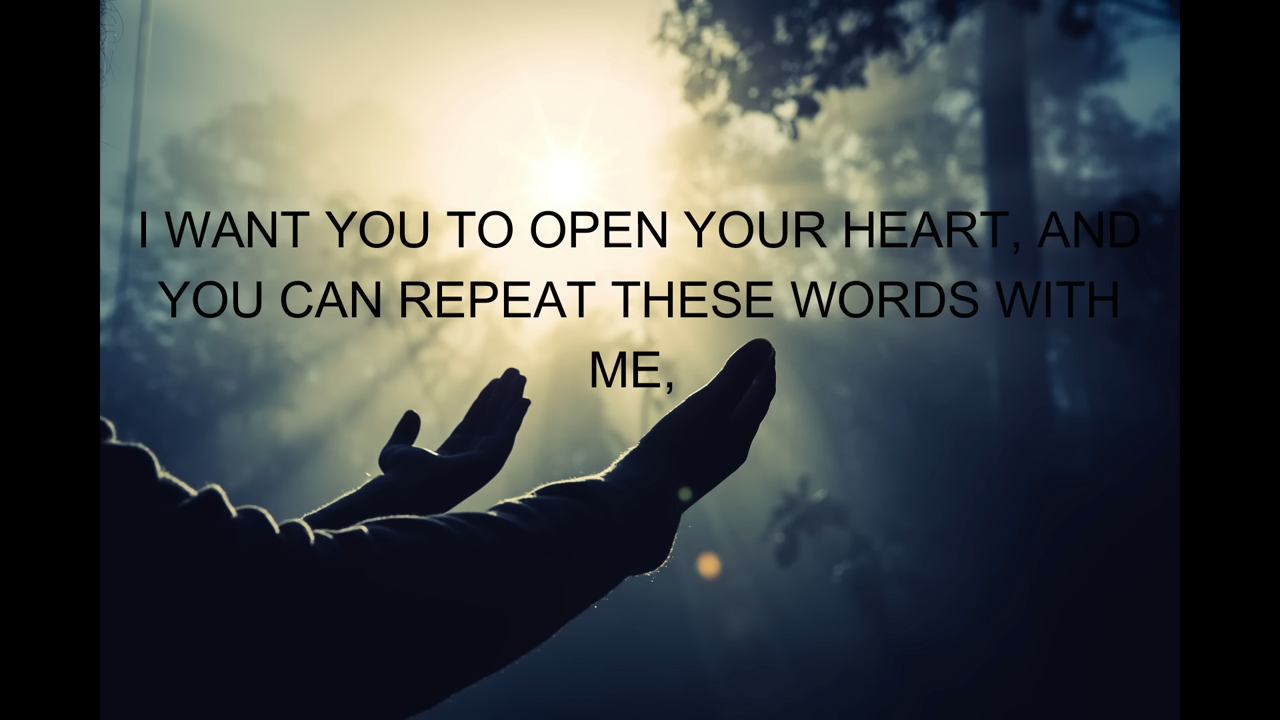 I WANT YOU TO OPEN YOUR HEART, AND
YOU CAN REPEAT THESE WORDS WITH
ME,